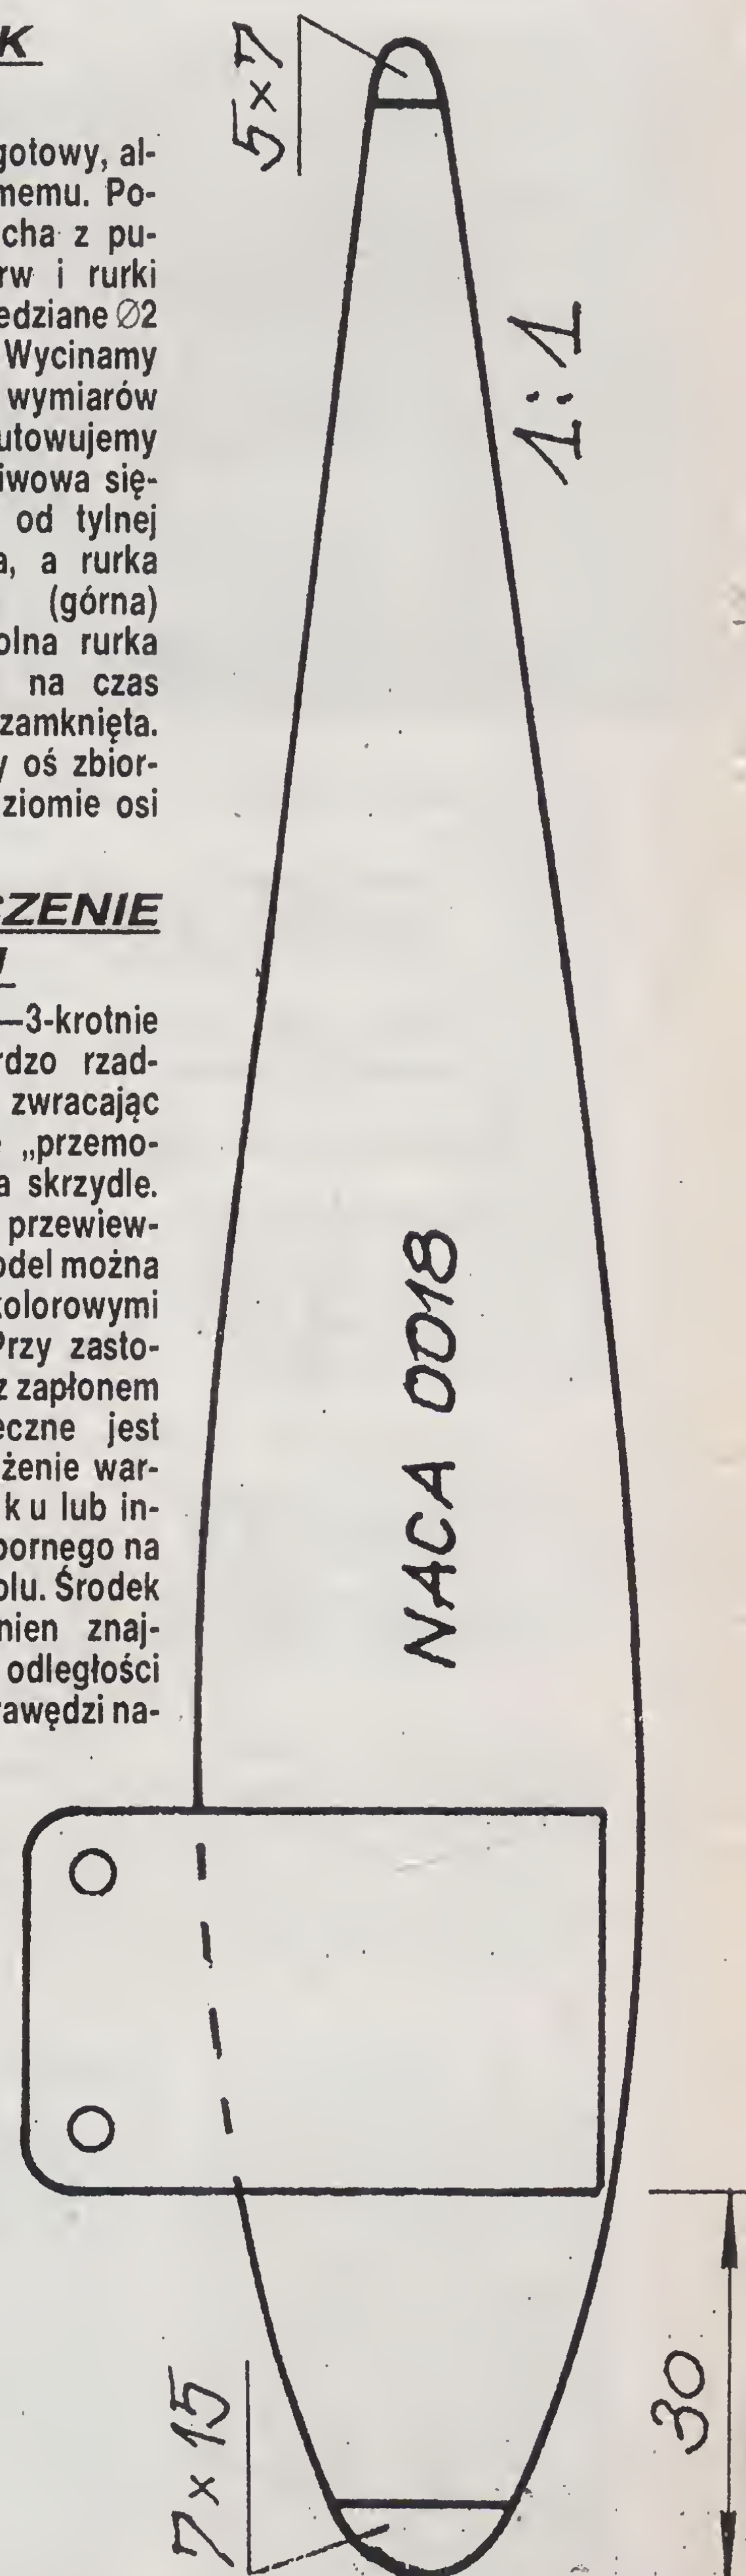 K
gotowy, al-
memu. Po-
cha z pu-
rw i rurki
edziane Ø2
Wycinamy
wymiarów
utowujemy
iwowa się-
od tylnej
a, a rurka
(górna)
olna rurka
na czas
zamknięta.
y oś zbior-
ziomie osi
CZENIE
—3-krotnie
rdzo rzad-
zwracając
„przemo-
a skrzydle.
przewiew-
odel można
kolorowymi
Przy zasto-
z zapłonem
eczne jest
żenie war-
k u lub in-
pornego na
olu. Środek
nien znaj-
odległości
rawędzi na-
5×7
1:1
NACA 0018
7×15
30